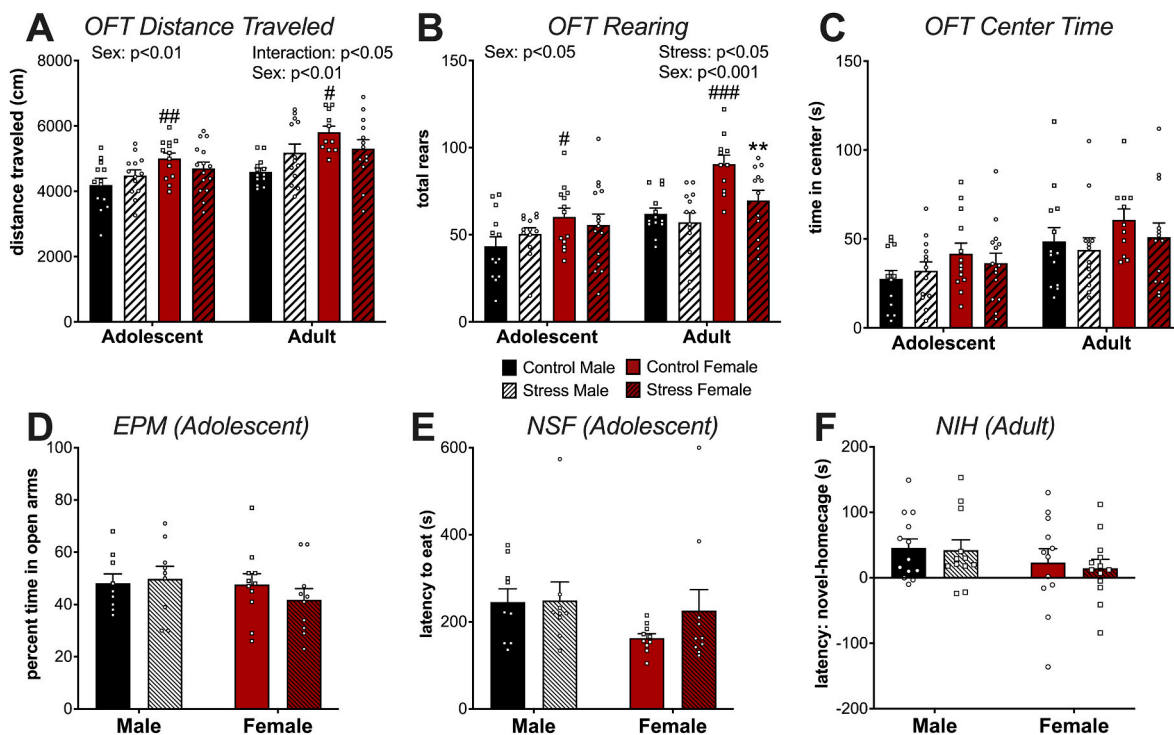 A OFT Distance Traveled
Sex: p<0.01
Interaction: p<0.05
Sex: p<0.01
distance traveled (cm)
8000
6000
4000
2000
0
##
#
Adolescent
Adult
B OFT Rearing
Sex: p<0.05
Stress: p<0.05
Sex: p<0.001
total rears
150
100
50
0
#
###
**
Adolescent
Adult
C OFT Center Time
time in center (s)
150
100
50
0
Adolescent
Adult
Control Male
Control Female
Stress Male
Stress Female
D EPM (Adolescent)
percent time in open arms
100
80
60
40
20
0
Male
Female
E NSF (Adolescent)
latency to eat (s)
600
400
200
0
Male
Female
F NIH (Adult)
latency: novel-homecage (s)
200
100
0
-100
-200
Male
Female